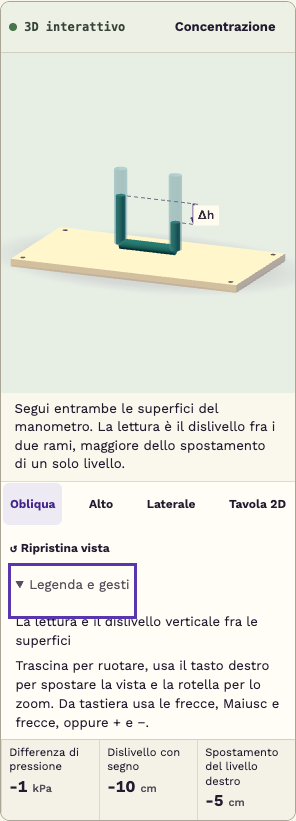 3D interattivo
Concentrazione
Δh
Segui entrambe le superfici del
manometro. La lettura è il dislivello fra i
due rami, maggiore dello spostamento
di un solo livello.
Obliqua Alto Laterale Tavola 2D
↺ Ripristina vista
▼ Legenda e gesti
La lettura è il dislivello verticale fra le
superfici
Trascina per ruotare, usa il tasto destro
per spostare la vista e la rotella per lo
zoom. Da tastiera usa le frecce, Maiusc e
frecce, oppure + e −.
Differenza di
pressione
−1 kPa
Dislivello con
segno
−10 cm
Spostamento
del livello
destro
−5 cm